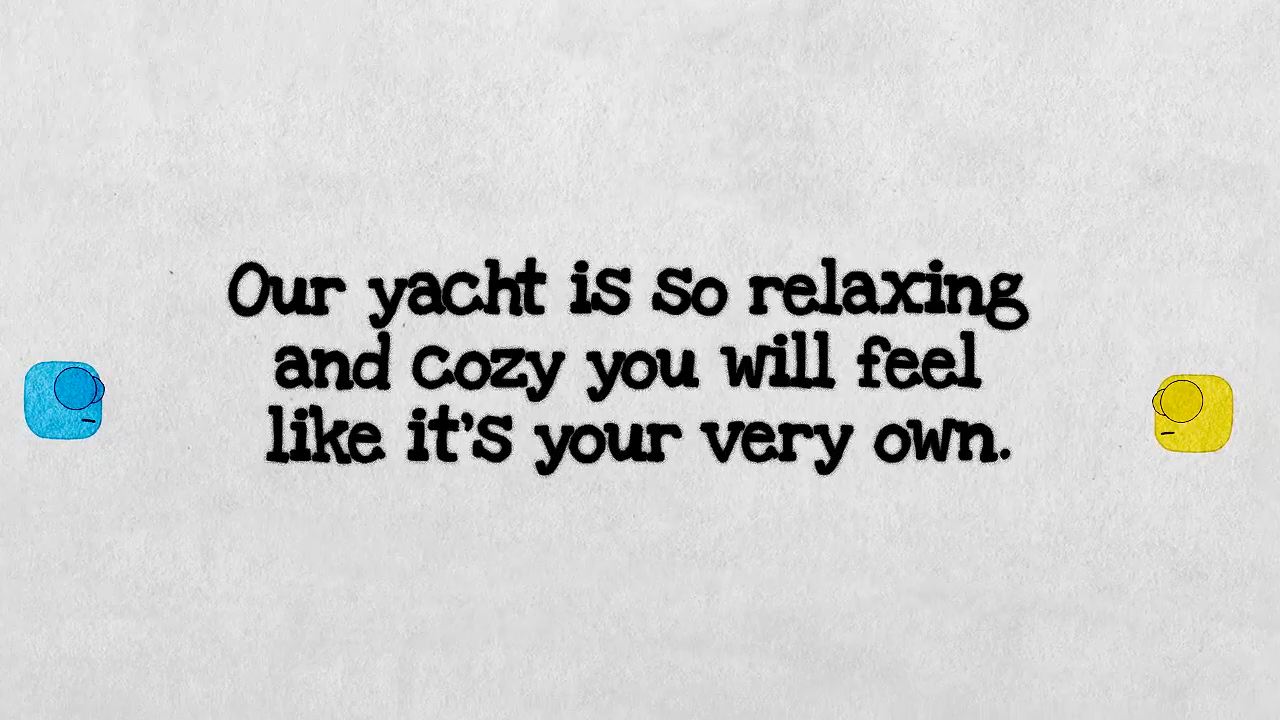 Our yacht is so relaxing
and cozy you will feel
like it's your very own.